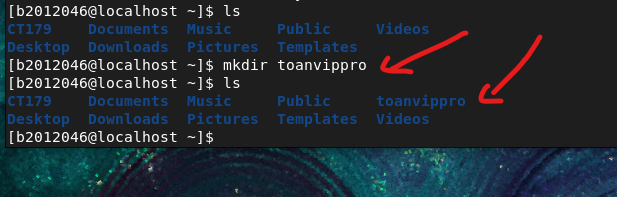 [b2012046@localhost ~]$ ls
CT179 Documents Music Public Videos
Desktop Downloads Pictures Templates
[b2012046@localhost ~]$ mkdir toanvippro
[b2012046@localhost ~]$ ls
CT179 Documents Music Public toanvippro
Desktop Downloads Pictures Templates Videos
[b2012046@localhost ~]$